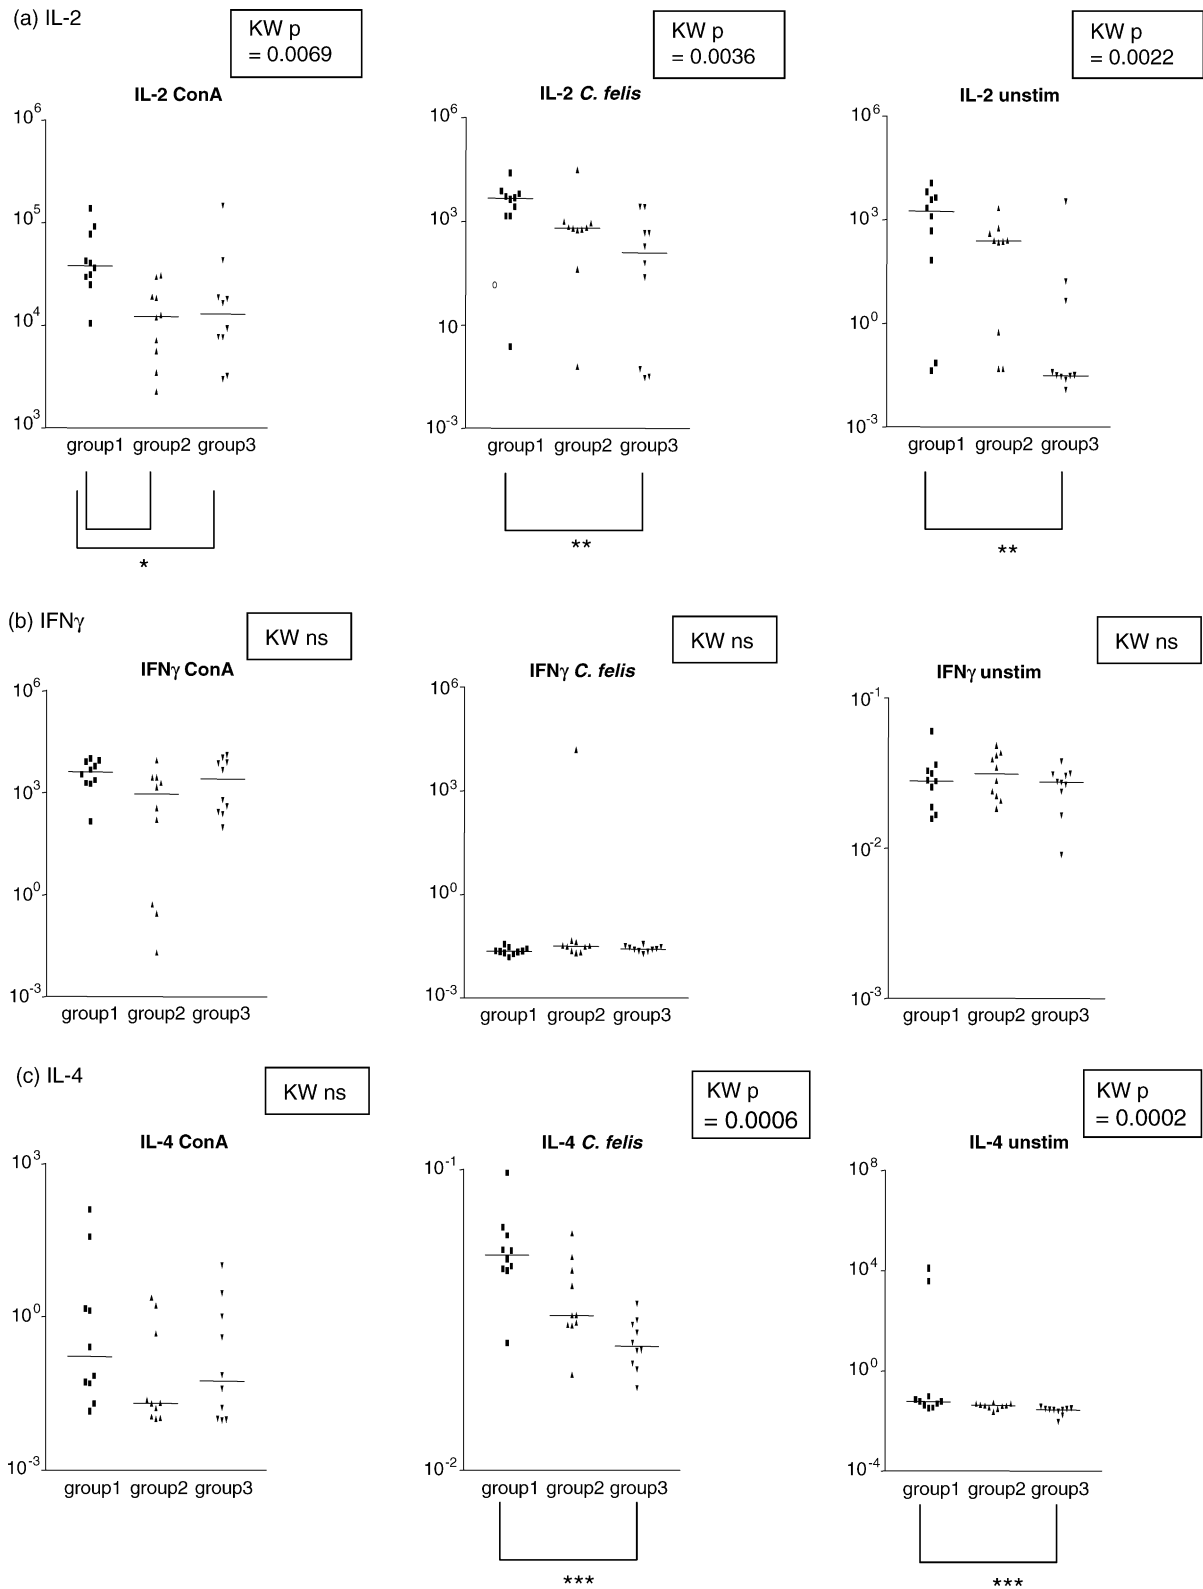 (a) IL-2
KW p
= 0.0069
KW p
= 0.0036
KW p
= 0.0022
IL-2 ConA
IL-2 C. felis
IL-2 unstim
10^6
10^5
10^4
10^3
group1 group2 group3
*
10^6
10^3
10
10^-3
group1 group2 group3
**
10^6
10^3
10^0
10^-3
group1 group2 group3
**
(b) IFNγ
KW ns
KW ns
KW ns
IFNγ ConA
IFNγ C. felis
IFNγ unstim
10^6
10^3
10^0
10^-3
group1 group2 group3
10^6
10^3
10^0
10^-3
group1 group2 group3
10^-1
10^-2
10^-3
group1 group2 group3
(c) IL-4
KW ns
KW p
= 0.0006
KW p
= 0.0002
IL-4 ConA
IL-4 C. felis
IL-4 unstim
10^3
10^0
10^-3
group1 group2 group3
10^-1
10^-2
group1 group2 group3
***
10^8
10^4
10^0
10^-4
group1 group2 group3
***